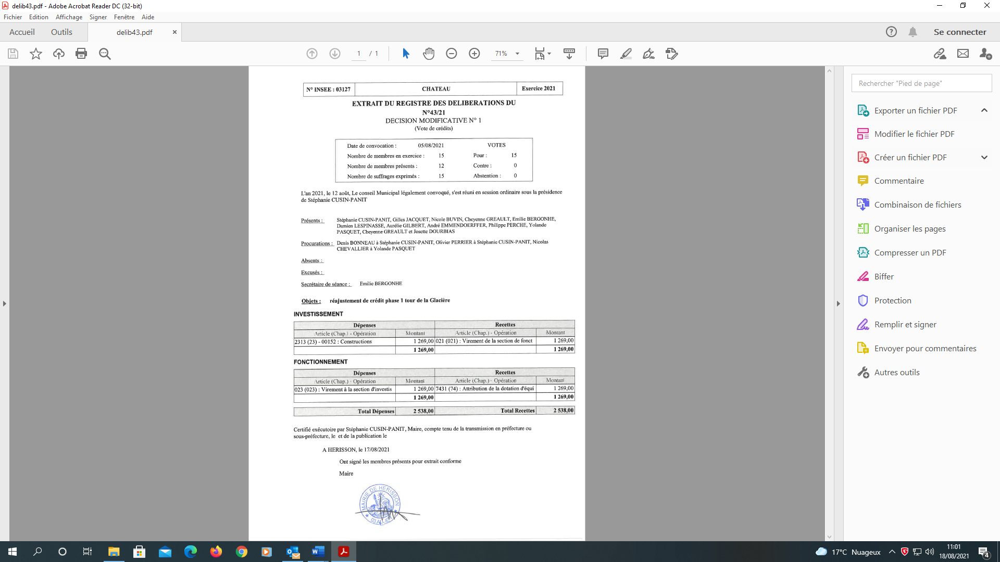 delib43.pdf - Adobe Acrobat Reader DC (32-bit)
Fichier Edition Affichage Signer Fenêtre Aide
Accueil Outils delib43.pdf Se connecter
1 / 1 71%
N° INSEE : 03127 CHATEAU Exercice 2021
EXTRAIT DU REGISTRE DES DELIBERATIONS DU
N°43/21
DECISION MODIFICATIVE N° 1
(Vote de crédits)
Date de convocation : 05/08/2021 VOTES
Nombre de membres en exercice : 15 Pour : 15
Nombre de membres présents : 12 Contre : 0
Nombre de suffrages exprimés : 15 Abstention : 0
L'an 2021, le 12 août, Le conseil Municipal légalement convoqué, s'est réuni en session ordinaire sous la présidence
de Stéphanie CUSIN-PANIT
Présents : Stéphanie CUSIN-PANIT, Gilles JACQUET, Nicole BUVIN, Cheyenne GREAULT, Emilie BERGONHE,
Damien LESPINASSE, Aurélie GILBERT, André EMMENDOERFFER, Philippe PERCHE, Yolande
PASQUET, Cheyenne GREAULT et Josette DOURBIAS
Procurations : Denis BONNEAU à Stéphanie CUSIN-PANIT, Olivier PERRIER à Stéphanie CUSIN-PANIT, Nicolas
CHEVALLIER à Yolande PASQUET
Absents :
Excusés :
Secrétaire de séance : Emilie BERGONHE
Objets : réajustement de crédit phase 1 tour de la Glacière
INVESTISSEMENT
Dépenses Recettes
Article (Chap.) - Opération Montant Article (Chap.) - Opération Montant
2313 (23) - 00152 : Constructions 1 269,00 021 (021) : Virement de la section de fonct 1 269,00
1 269,00 1 269,00
FONCTIONNEMENT
Dépenses Recettes
Article (Chap.) - Opération Montant Article (Chap.) - Opération Montant
023 (023) : Virement à la section d'investis 1 269,00 7431 (74) : Attribution de la dotation d'équi 1 269,00
1 269,00 1 269,00
Total Dépenses 2 538,00 Total Recettes 2 538,00
Certifié exécutoire par Stéphanie CUSIN-PANIT, Maire, compte tenu de la transmission en préfecture ou
sous-préfecture, le et de la publication le
A HERISSON, le 17/08/2021
Ont signé les membres présents pour extrait conforme
Maire
MAIRIE DE HERISSON
03 ALLIER
Rechercher "Pied de page"
Exporter un fichier PDF
Modifier le fichier PDF
Créer un fichier PDF
Commentaire
Combinaison de fichiers
Organiser les pages
Compresser un PDF
Biffer
Protection
Remplir et signer
Envoyer pour commentaires
Autres outils
17°C Nuageux
11:01
18/08/2021
4